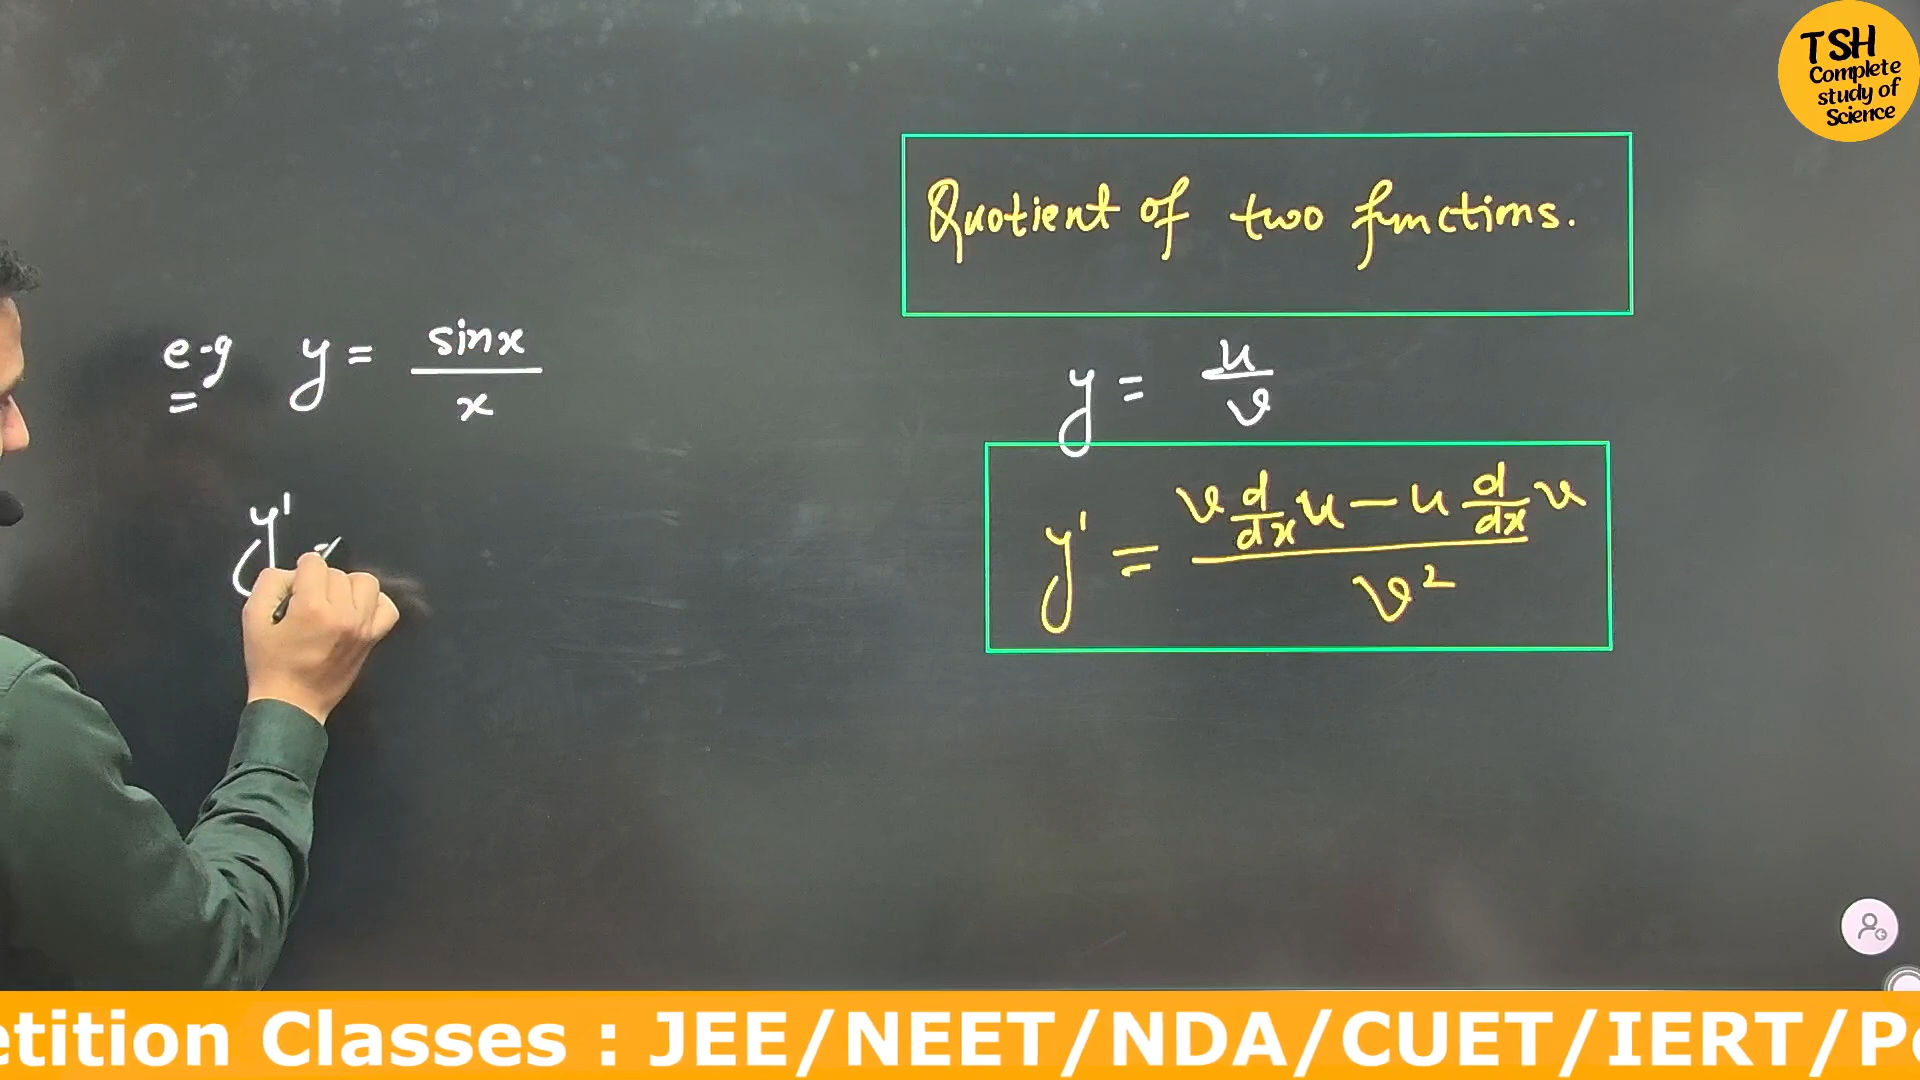 TSH
Complete
study of
Science
Quotient of two functions.
e-g y = sinx / x
y = u / v
y' =
y' = v d/dx u - u d/dx v / v²
etition Classes : JEE/NEET/NDA/CUET/IERT/Po